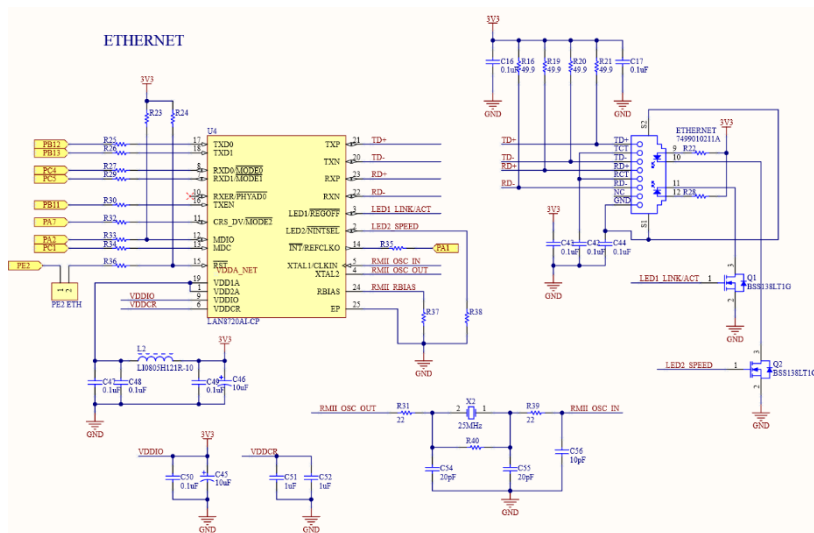 ETHERNET
3V3
R23
R24
U4
PB12
R25
17
TXD0
TXP
21
TD+
PB13
R26
18
TXD1
TXN
20
TD-
PC4
R27
8
RXD0/MODE0
RXP
23
RD+
PC5
R29
7
RXD1/MODE1
RXN
22
RD-
10
RXER/PHYAD0
PB11
R30
16
TXEN
LED1/REGOFF
3
LED1 LINK/ACT
PA7
R32
11
CRS_DV/MODE2
LED2/NINTSEL
2
LED2 SPEED
PA2
R33
12
MDIO
PC1
R34
13
MDC
INT/REFCLKO
14
R35
PA1
PE2
R36
15
RST
XTAL1/CLKIN
5
RMII OSC IN
VDDA_NET
XTAL2
4
RMII OSC OUT
19
VDD1A
1
VDD2A
RBIAS
24
RMII RBIAS
VDDIO
9
VDDIO
VDDCR
6
VDDCR
EP
25
LAN8720AI-CP
1
2
PE2 ETH
R37
R38
GND
L2
LI0805H121R-10
3V3
C47
0.1uF
C48
0.1uF
C49
0.1uF
C46
10uF
GND
VDDIO
3V3
C50
0.1uF
C45
10uF
GND
VDDCR
C51
1uF
C52
1uF
GND
3V3
C16
0.1uF
R16
49.9
R19
49.9
R20
49.9
R21
49.9
C17
0.1uF
GND
GND
S2
ETHERNET
7499010211A
3V3
TD+
TD+
TCT
9
R22
TD-
TD-
10
RD+
RD+
RCT
RD-
RD-
11
NC
12
R28
GND
S1
3V3
C43
0.1uF
C42
0.1uF
C44
0.1uF
GND
LED1 LINK/ACT
1
3
2
Q1
BSS138LT1G
GND
LED2 SPEED
1
3
2
Q2
BSS138LT1G
GND
RMII OSC OUT
R31
22
X2
2
1
25MHz
R39
22
RMII OSC IN
R40
C54
20pF
C55
20pF
C56
10pF
GND